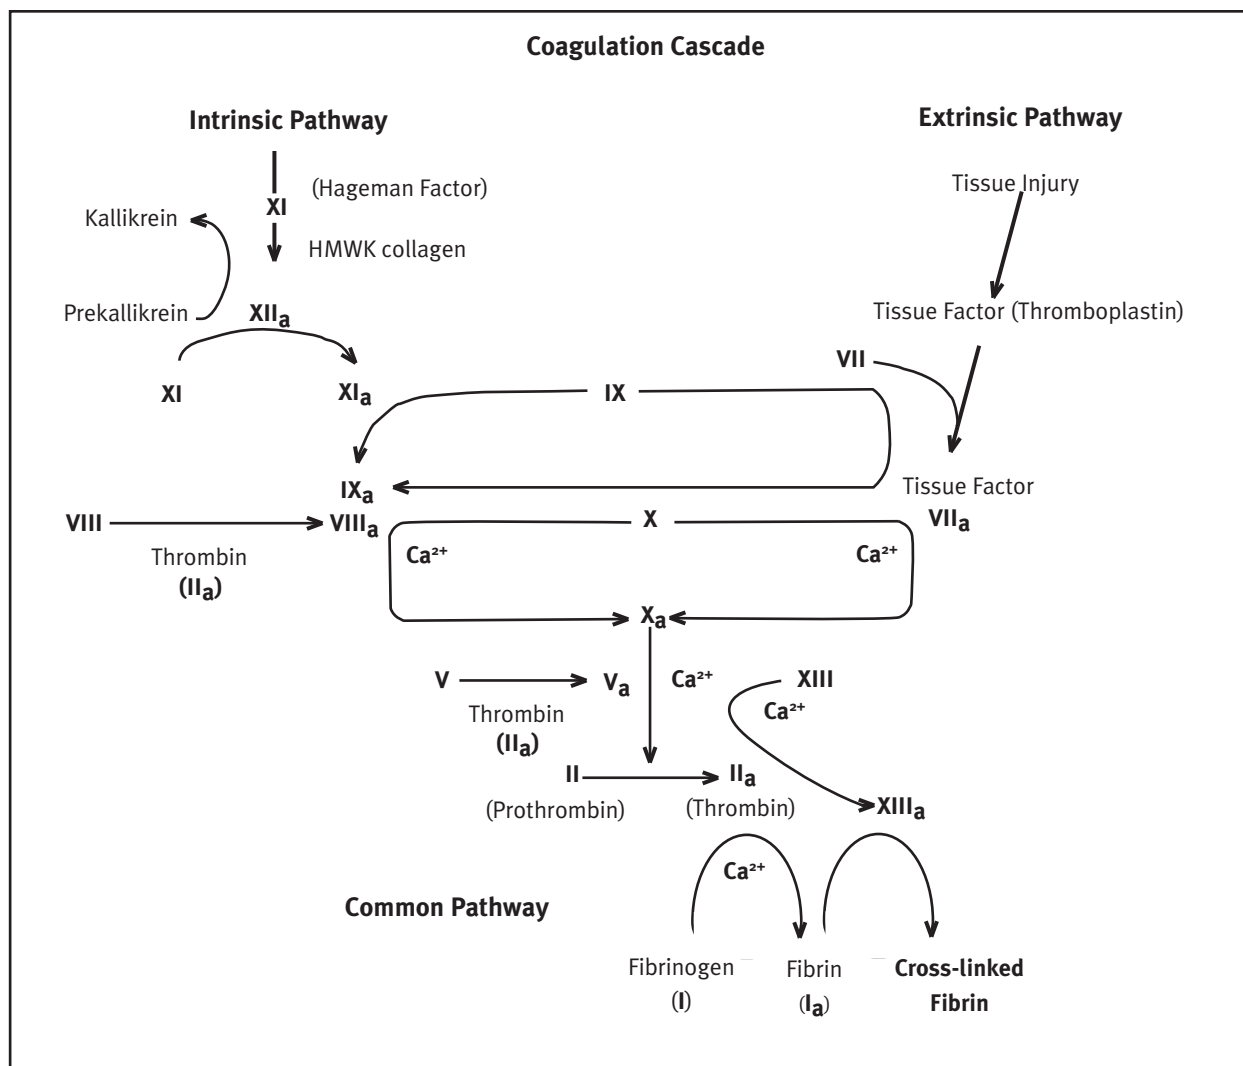 Coagulation Cascade
Intrinsic Pathway
Extrinsic Pathway
(Hageman Factor)
XI
HMWK collagen
Kallikrein
Prekallikrein
XIIa
XI
XIa
Tissue Injury
Tissue Factor (Thromboplastin)
VII
IX
IXa
Tissue Factor
VIIa
VIII
VIIIa
Thrombin
(IIa)
X
Ca²⁺
Ca²⁺
Xa
V
Va
Ca²⁺
Thrombin
(IIa)
XIII
Ca²⁺
II
IIa
(Prothrombin)
(Thrombin)
XIIIa
Ca²⁺
Common Pathway
Fibrinogen
(I)
Fibrin
(Ia)
Cross-linked
Fibrin